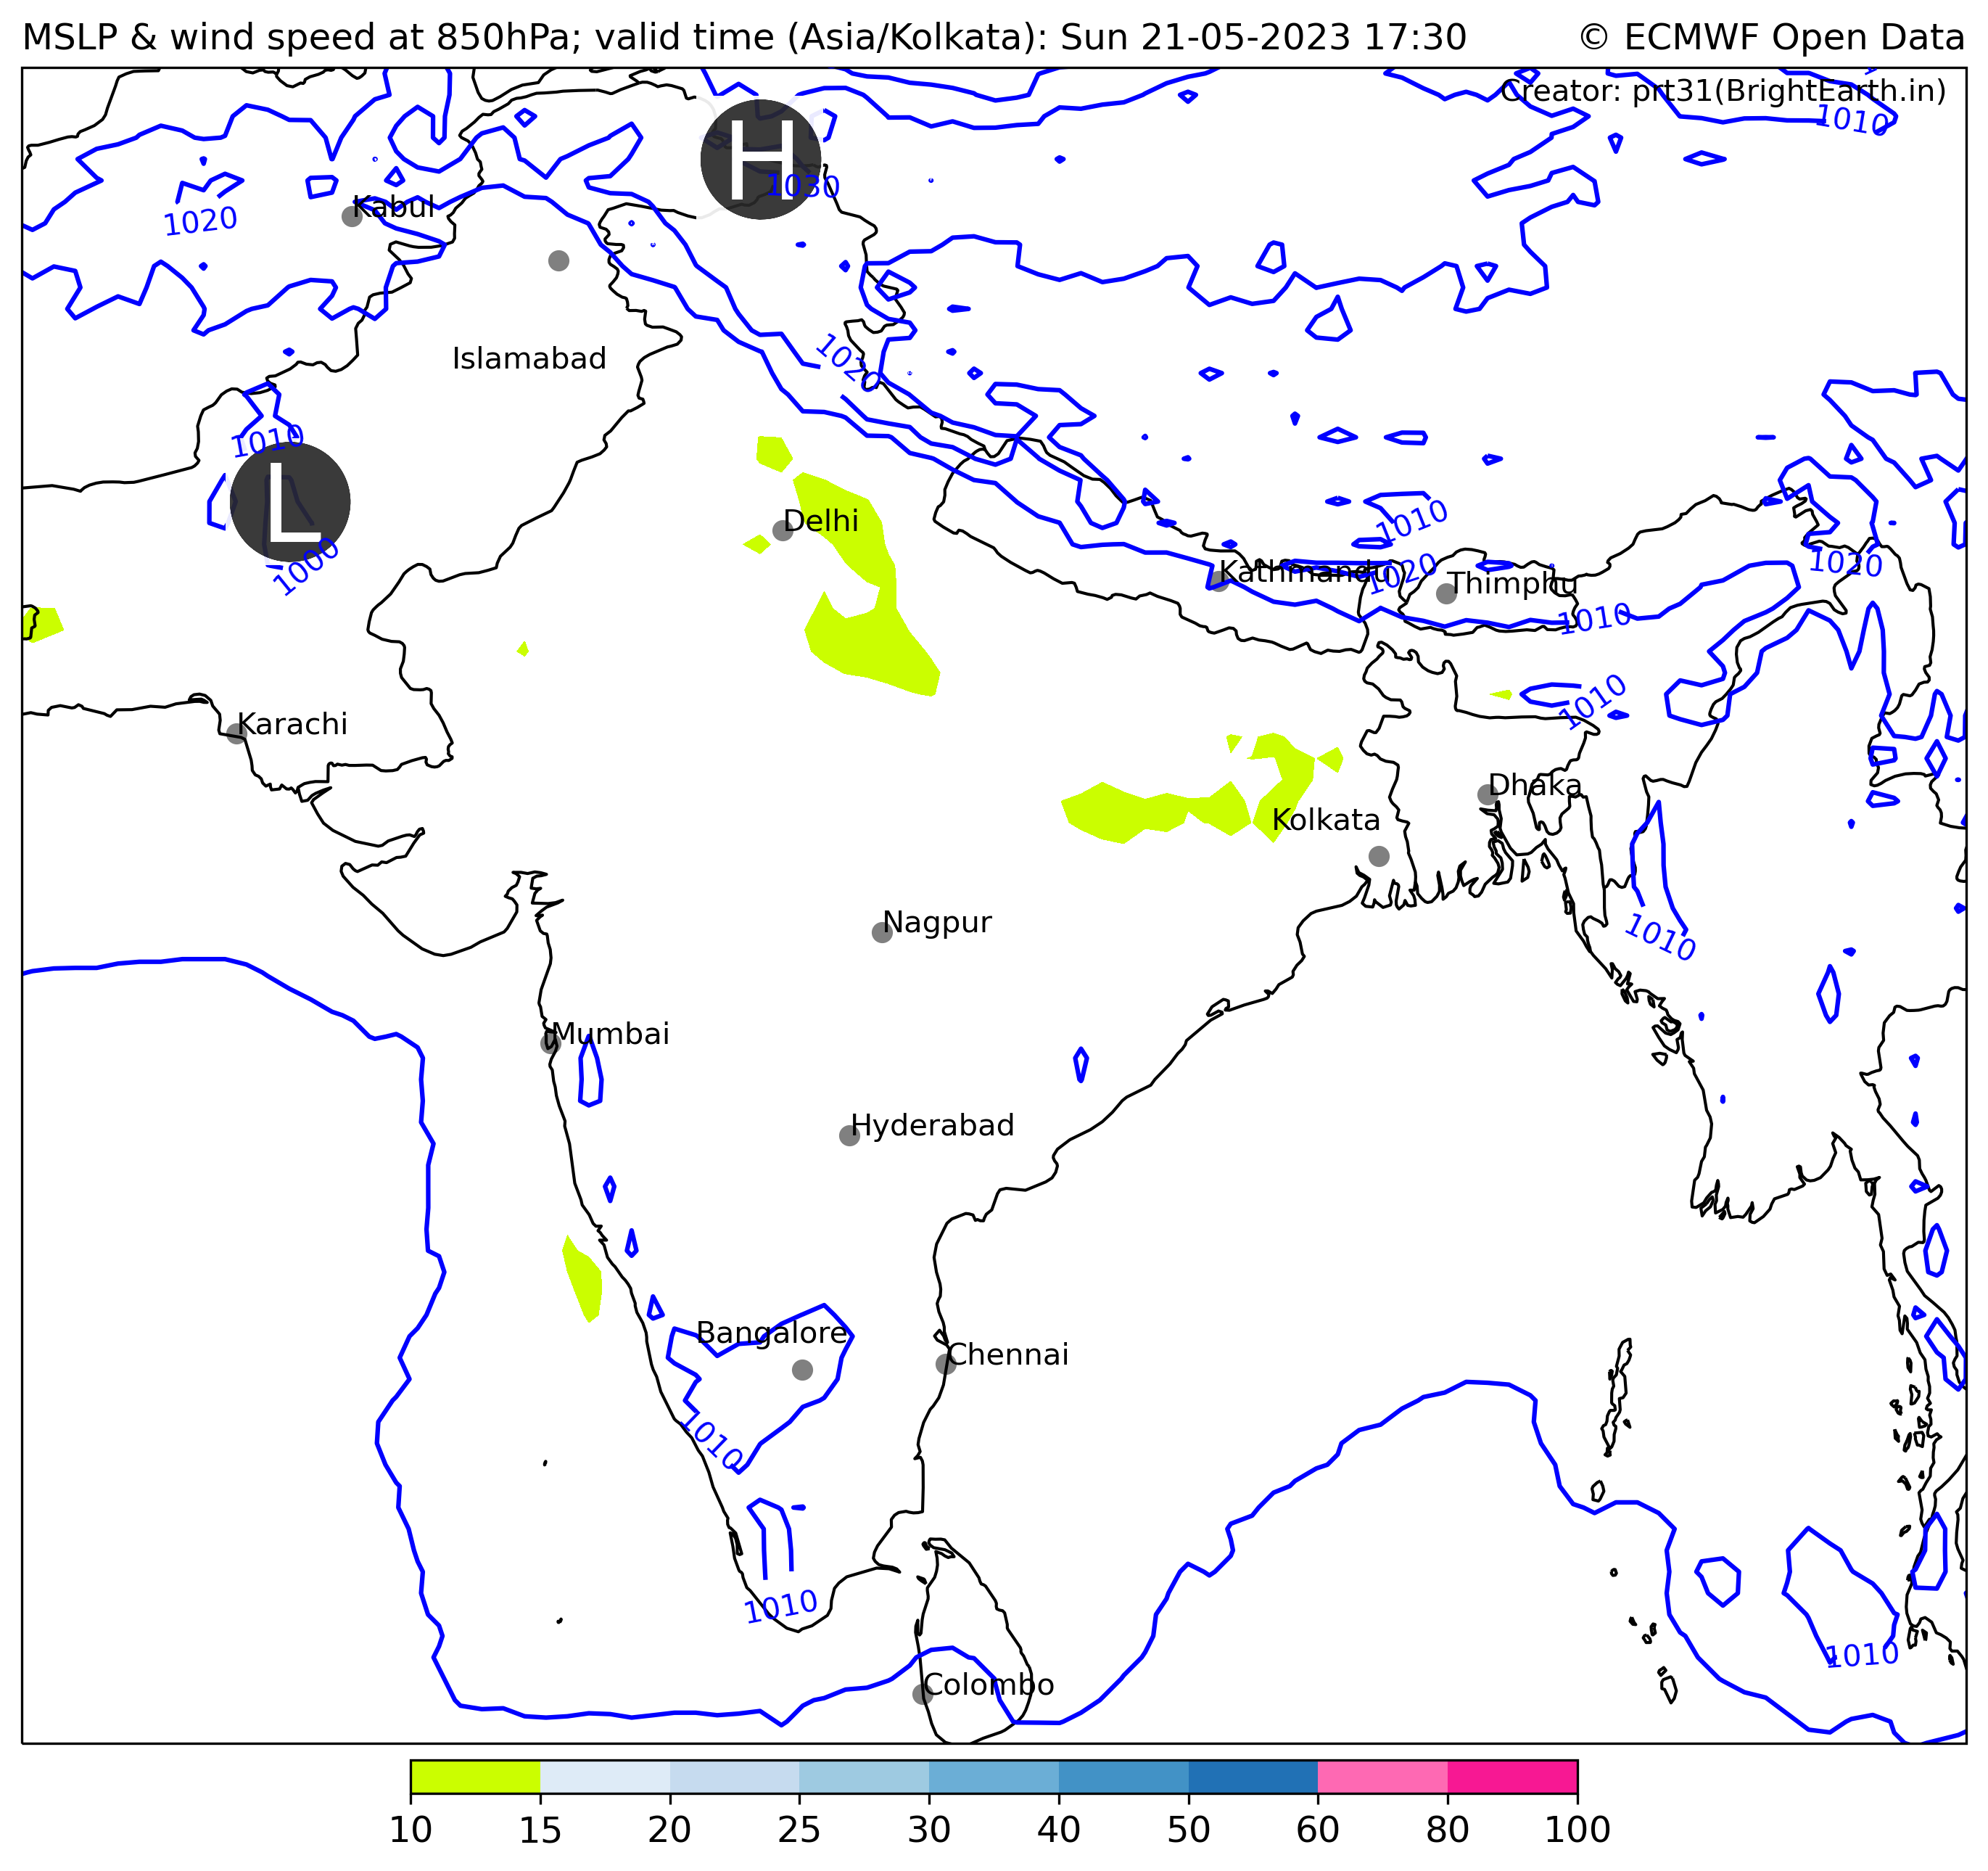 MSLP & wind speed at 850hPa; valid time (Asia/Kolkata): Sun 21-05-2023 17:30 © ECMWF Open Data
Creator: prt31(BrightEarth.in)
1010
H
1030
1020
Kabul
Islamabad
1020
1010
L
1000
Delhi
1010
1020
Kathmandu
1020
Thimphu
1010
1010
Karachi
Dhaka
Kolkata
Nagpur
1010
Mumbai
Hyderabad
Bangalore
Chennai
1010
1010
1010
Colombo
10 15 20 25 30 40 50 60 80 100